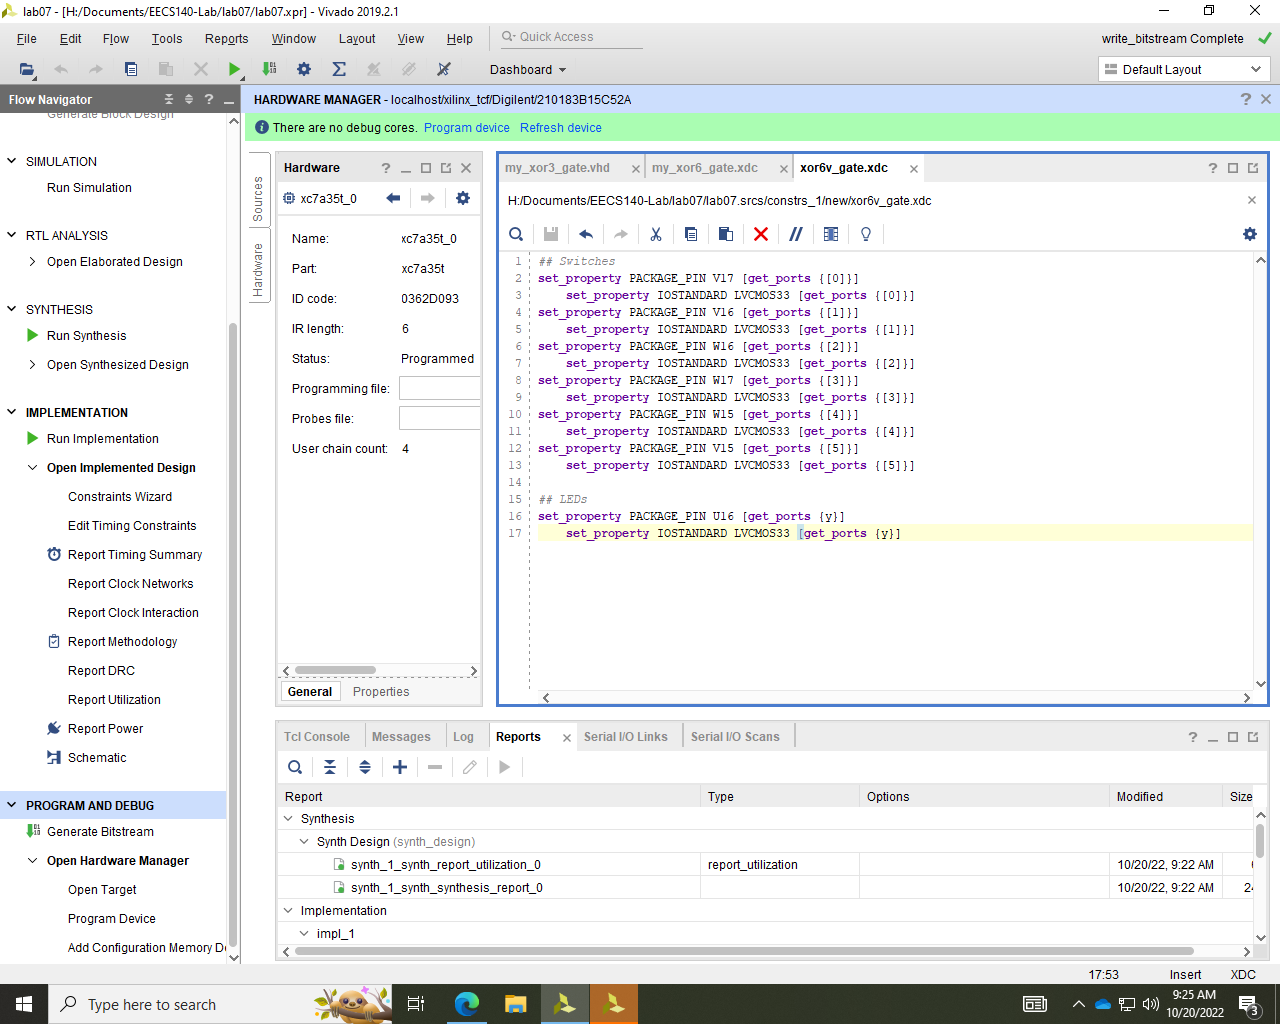 lab07 - [H:/Documents/EECS140-Lab/lab07/lab07.xpr] - Vivado 2019.2.1
File Edit Flow Tools Reports Window Layout View Help Quick Access
write_bitstream Complete
Dashboard
Default Layout
Flow Navigator
HARDWARE MANAGER - localhost/xilinx_tcf/Digilent/210183B15C52A
Generate Block Design
There are no debug cores. Program device Refresh device
SIMULATION
Run Simulation
RTL ANALYSIS
Open Elaborated Design
SYNTHESIS
Run Synthesis
Open Synthesized Design
IMPLEMENTATION
Run Implementation
Open Implemented Design
Constraints Wizard
Edit Timing Constraints
Report Timing Summary
Report Clock Networks
Report Clock Interaction
Report Methodology
Report DRC
Report Utilization
Report Power
Schematic
PROGRAM AND DEBUG
Generate Bitstream
Open Hardware Manager
Open Target
Program Device
Add Configuration Memory De
Sources
Hardware
Hardware
xc7a35t_0
Name: xc7a35t_0
Part: xc7a35t
ID code: 0362D093
IR length: 6
Status: Programmed
Programming file:
Probes file:
User chain count: 4
General Properties
my_xor3_gate.vhd my_xor6_gate.xdc xor6v_gate.xdc
H:/Documents/EECS140-Lab/lab07/lab07.srcs/constrs_1/new/xor6v_gate.xdc
1 ## Switches
2 set_property PACKAGE_PIN V17 [get_ports {[0]}]
3 set_property IOSTANDARD LVCMOS33 [get_ports {[0]}]
4 set_property PACKAGE_PIN V16 [get_ports {[1]}]
5 set_property IOSTANDARD LVCMOS33 [get_ports {[1]}]
6 set_property PACKAGE_PIN W16 [get_ports {[2]}]
7 set_property IOSTANDARD LVCMOS33 [get_ports {[2]}]
8 set_property PACKAGE_PIN W17 [get_ports {[3]}]
9 set_property IOSTANDARD LVCMOS33 [get_ports {[3]}]
10 set_property PACKAGE_PIN W15 [get_ports {[4]}]
11 set_property IOSTANDARD LVCMOS33 [get_ports {[4]}]
12 set_property PACKAGE_PIN V15 [get_ports {[5]}]
13 set_property IOSTANDARD LVCMOS33 [get_ports {[5]}]
14
15 ## LEDs
16 set_property PACKAGE_PIN U16 [get_ports {y}]
17 set_property IOSTANDARD LVCMOS33 [get_ports {y}]
Tcl Console Messages Log Reports Serial I/O Links Serial I/O Scans
Report Type Options Modified Size
Synthesis
Synth Design (synth_design)
synth_1_synth_report_utilization_0 report_utilization 10/20/22, 9:22 AM
synth_1_synth_synthesis_report_0 10/20/22, 9:22 AM 24
Implementation
impl_1
17:53 Insert XDC
Type here to search
9:25 AM
10/20/2022
3